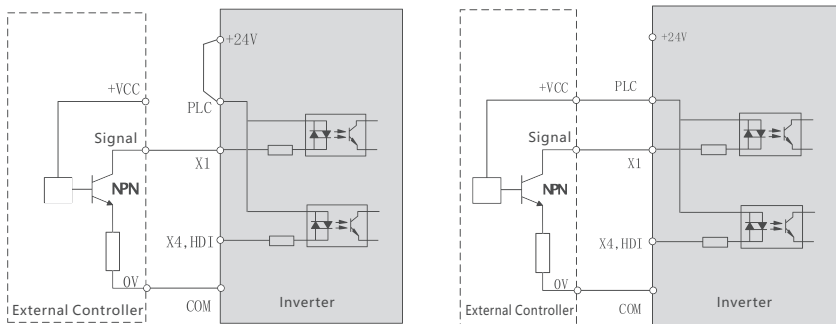 +24V
+VCC
PLC
Signal
X1
NPN
X4,HDI
0V
COM
External Controller
Inverter
+24V
+VCC
PLC
Signal
X1
NPN
X4,HDI
0V
COM
External Controller
Inverter